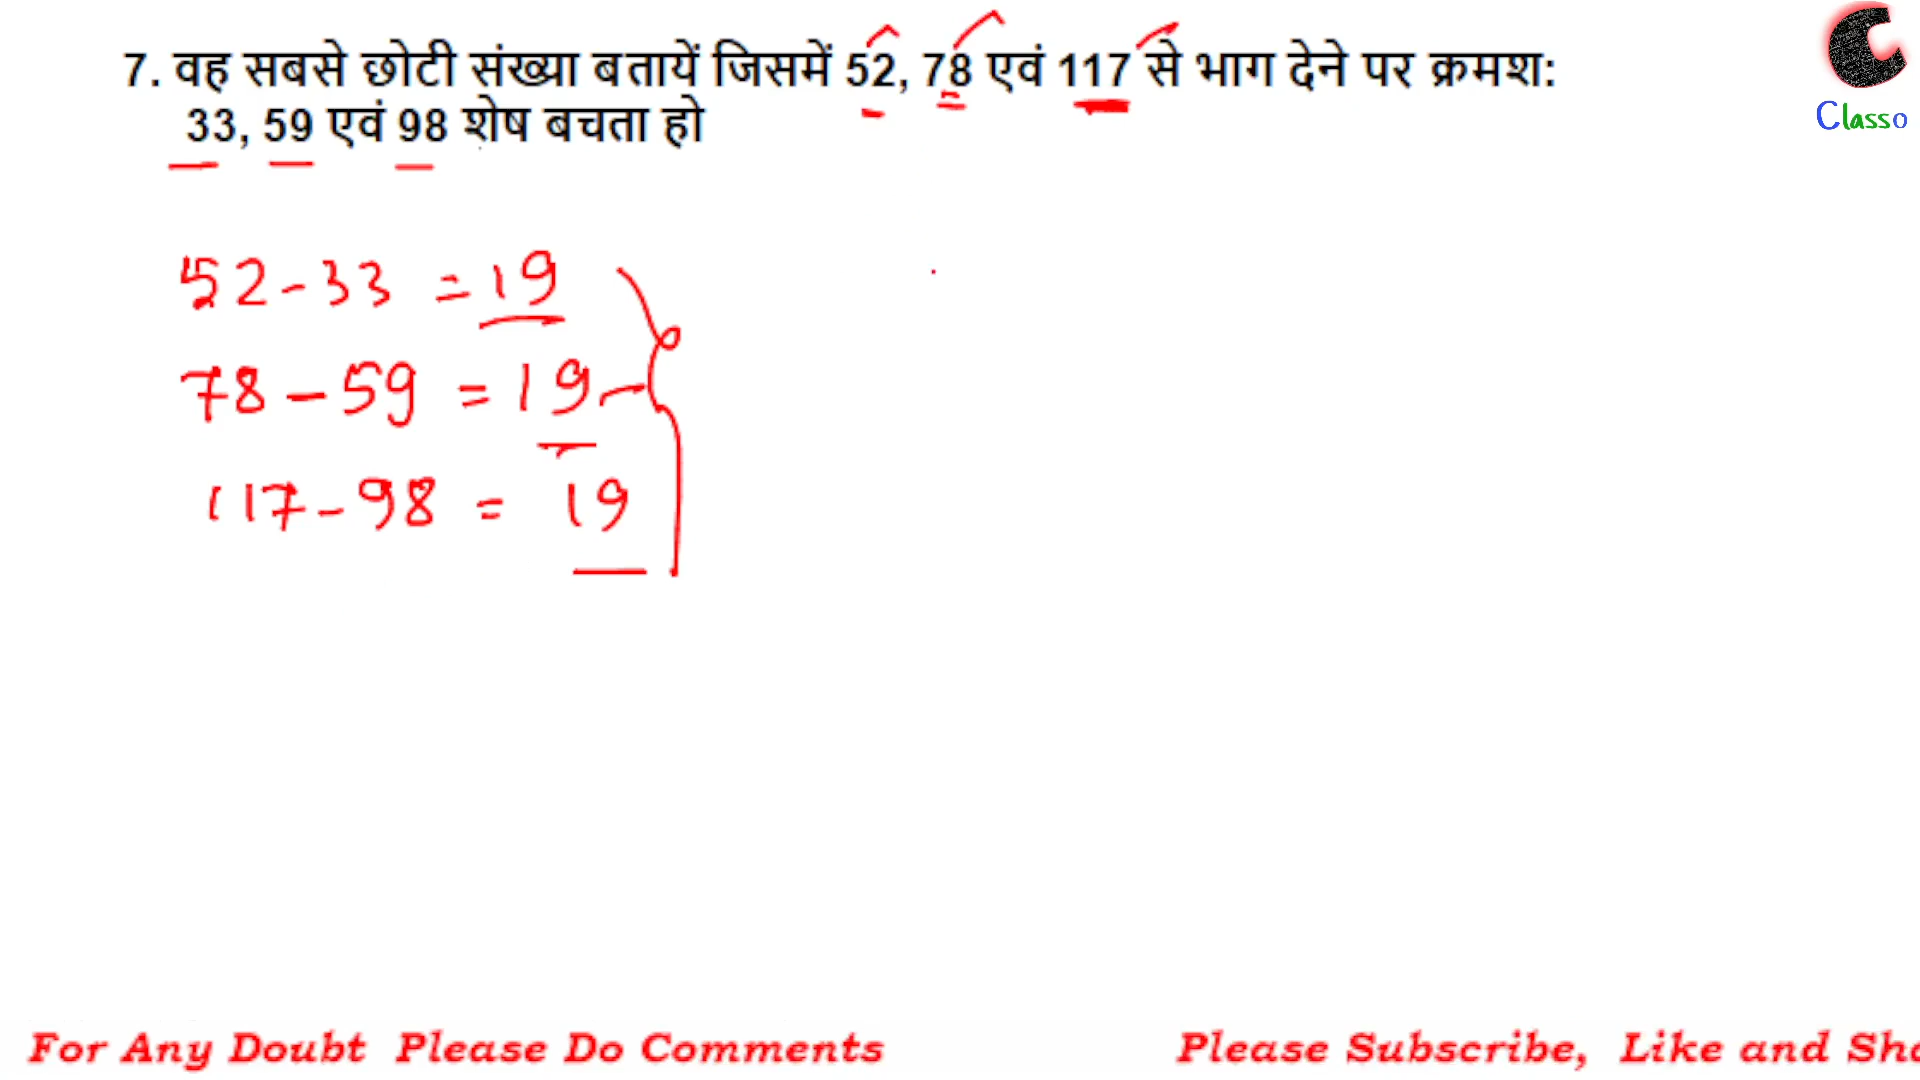 7. वह सबसे छोटी संख्या बतायें जिसमें 52, 78 एवं 117 से भाग देने पर क्रमश:
33, 59 एवं 98 शेष बचता हो
Classo
52 - 33 = 19
78 - 59 = 19
117 - 98 = 19
For Any Doubt Please Do Comments
Please Subscribe, Like and Sha